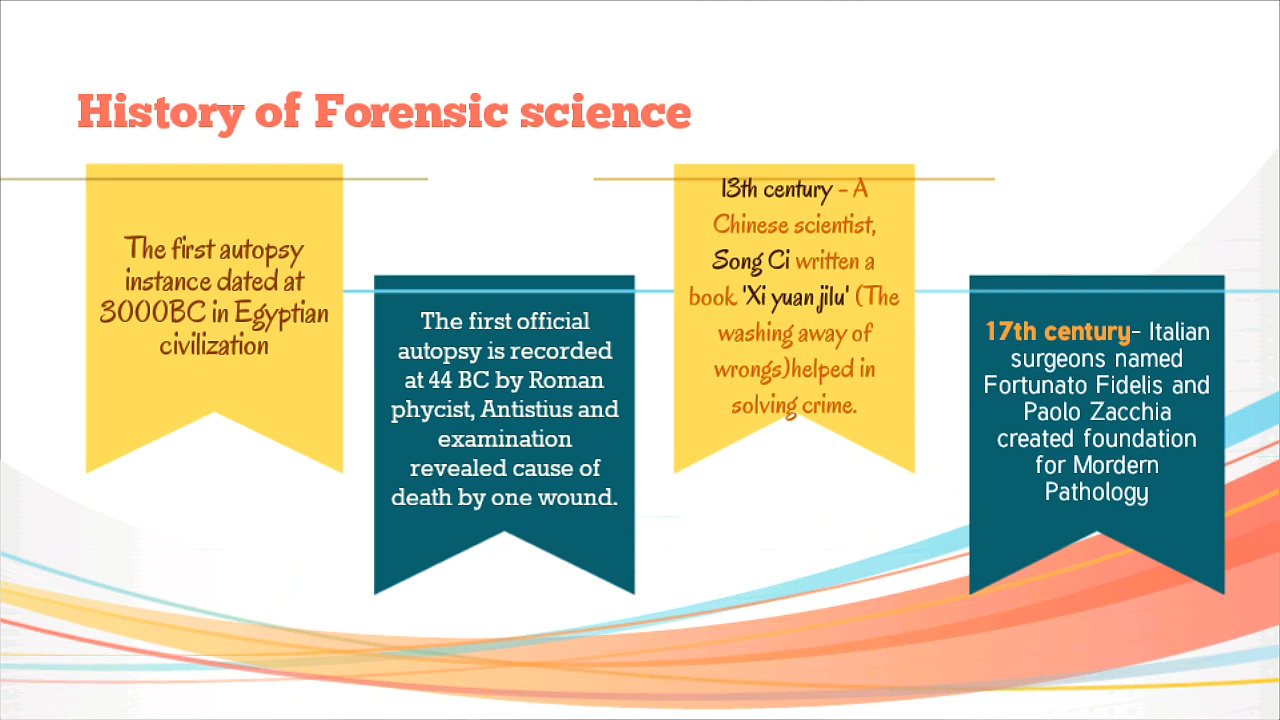 History of Forensic science
The first autopsy
instance dated at
3000BC in Egyptian
civilization
The first official
autopsy is recorded
at 44 BC by Roman
phycist, Antistius and
examination
revealed cause of
death by one wound.
13th century - A
Chinese scientist,
Song Ci written a
book 'Xi yuan jilu' (The
washing away of
wrongs)helped in
solving crime.
17th century- Italian
surgeons named
Fortunato Fidelis and
Paolo Zacchia
created foundation
for Mordern
Pathology